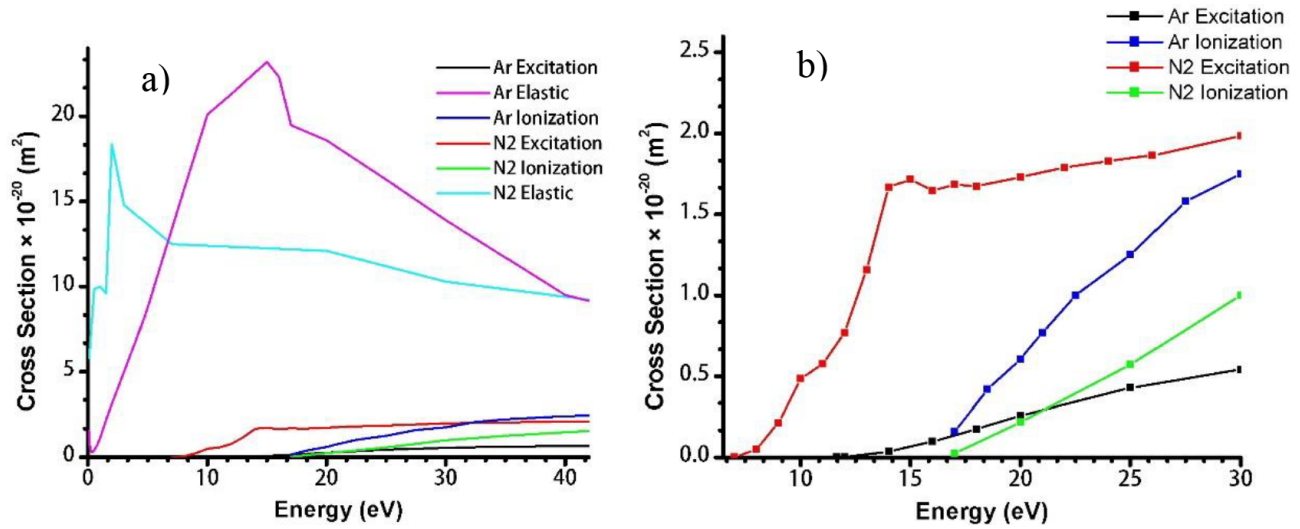 a)
Ar Excitation
Ar Elastic
Ar Ionization
N2 Excitation
N2 Ionization
N2 Elastic
Cross Section × 10⁻²⁰ (m²)
20
15
10
5
0
0 10 20 30 40
Energy (eV)
b)
Ar Excitation
Ar Ionization
N2 Excitation
N2 Ionization
Cross Section × 10⁻²⁰ (m²)
2.5
2.0
1.5
1.0
0.5
0.0
10 15 20 25 30
Energy (eV)